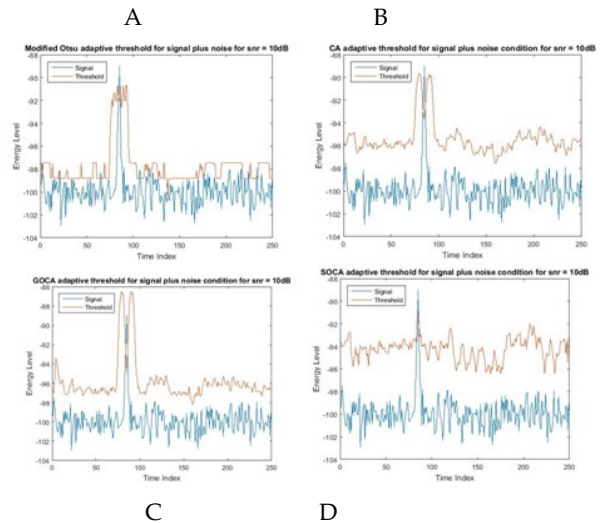 A
B
Modified Otsu adaptive threshold for signal plus noise for snr = 10dB
-88
-90
-92
-94
-96
-98
-100
-102
-104
Energy Level
Signal
Threshold
0 50 100 150 200 250
Time Index
CA adaptive threshold for signal plus noise condition for snr = 10dB
-88
-90
-92
-94
-96
-98
-100
-102
-104
Energy Level
Signal
Threshold
0 50 100 150 200 250
Time Index
GOCA adaptive threshold for signal plus noise condition for snr = 10dB
-86
-88
-90
-92
-94
-96
-98
-100
-102
-104
Energy Level
Signal
Threshold
0 50 100 150 200 250
Time Index
SOCA adaptive threshold for signal plus noise condition for snr = 10dB
-88
-90
-92
-94
-96
-98
-100
-102
-104
Energy Level
Signal
Threshold
0 50 100 150 200 250
Time Index
C
D